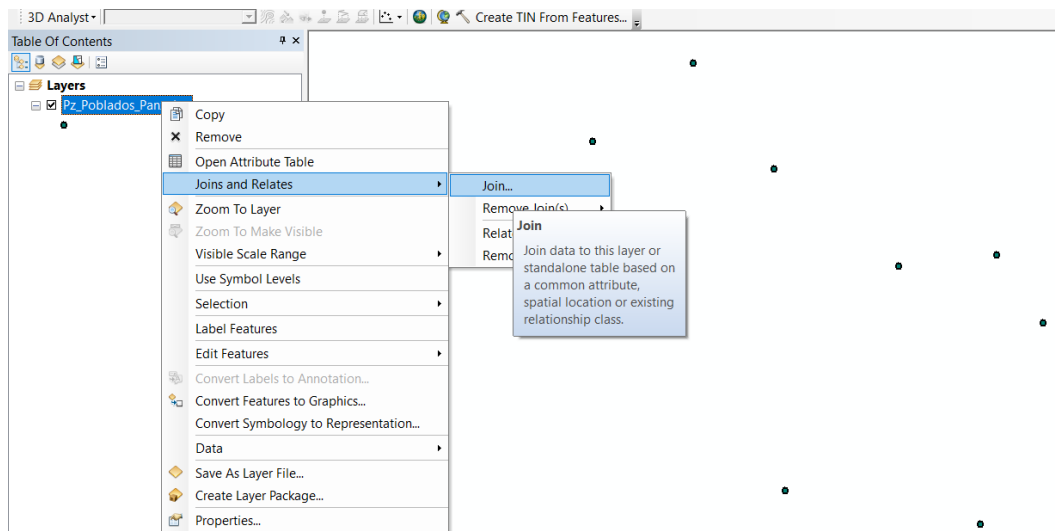 3D Analyst
Create TIN From Features...
Table Of Contents
Layers
Pz_Poblados_Pan
Copy
Remove
Open Attribute Table
Joins and Relates
Zoom To Layer
Zoom To Make Visible
Visible Scale Range
Use Symbol Levels
Selection
Label Features
Edit Features
Convert Labels to Annotation...
Convert Features to Graphics...
Convert Symbology to Representation...
Data
Save As Layer File...
Create Layer Package...
Properties...
Join...
Remove Join(s)
Relat
Remo
Join
Join data to this layer or
standalone table based on
a common attribute,
spatial location or existing
relationship class.